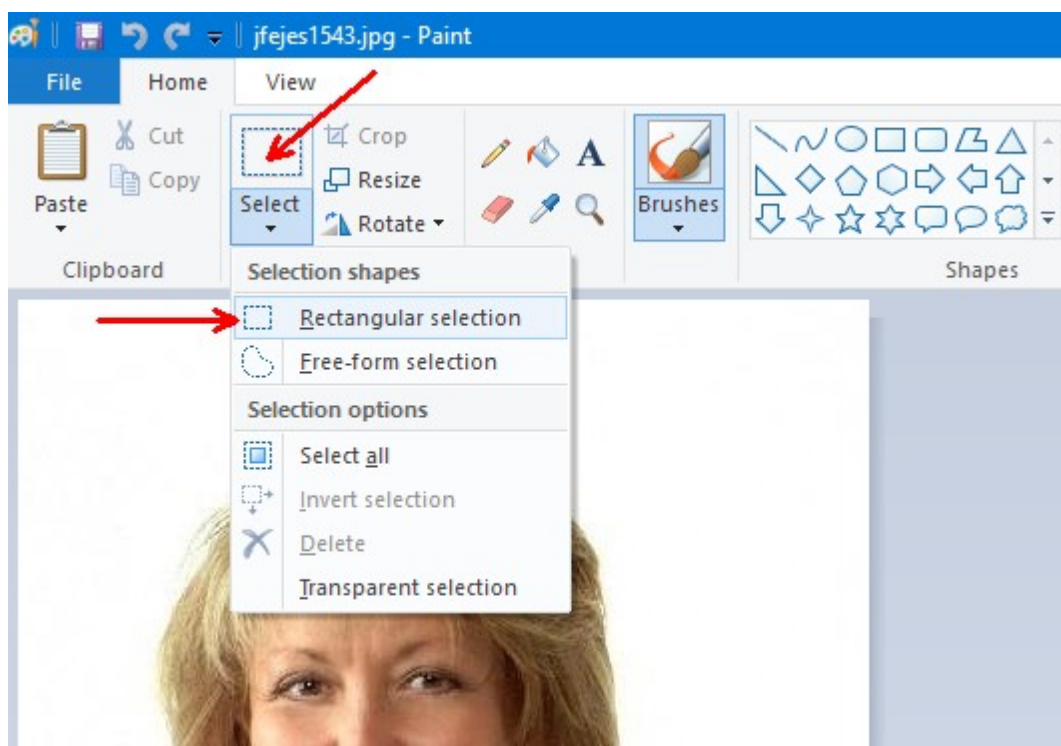 jfejes1543.jpg - Paint
File Home View
Cut
Copy
Paste
Clipboard
Select
Crop
Resize
Rotate
A
Brushes
Shapes
Selection shapes
Rectangular selection
Free-form selection
Selection options
Select all
Invert selection
Delete
Transparent selection